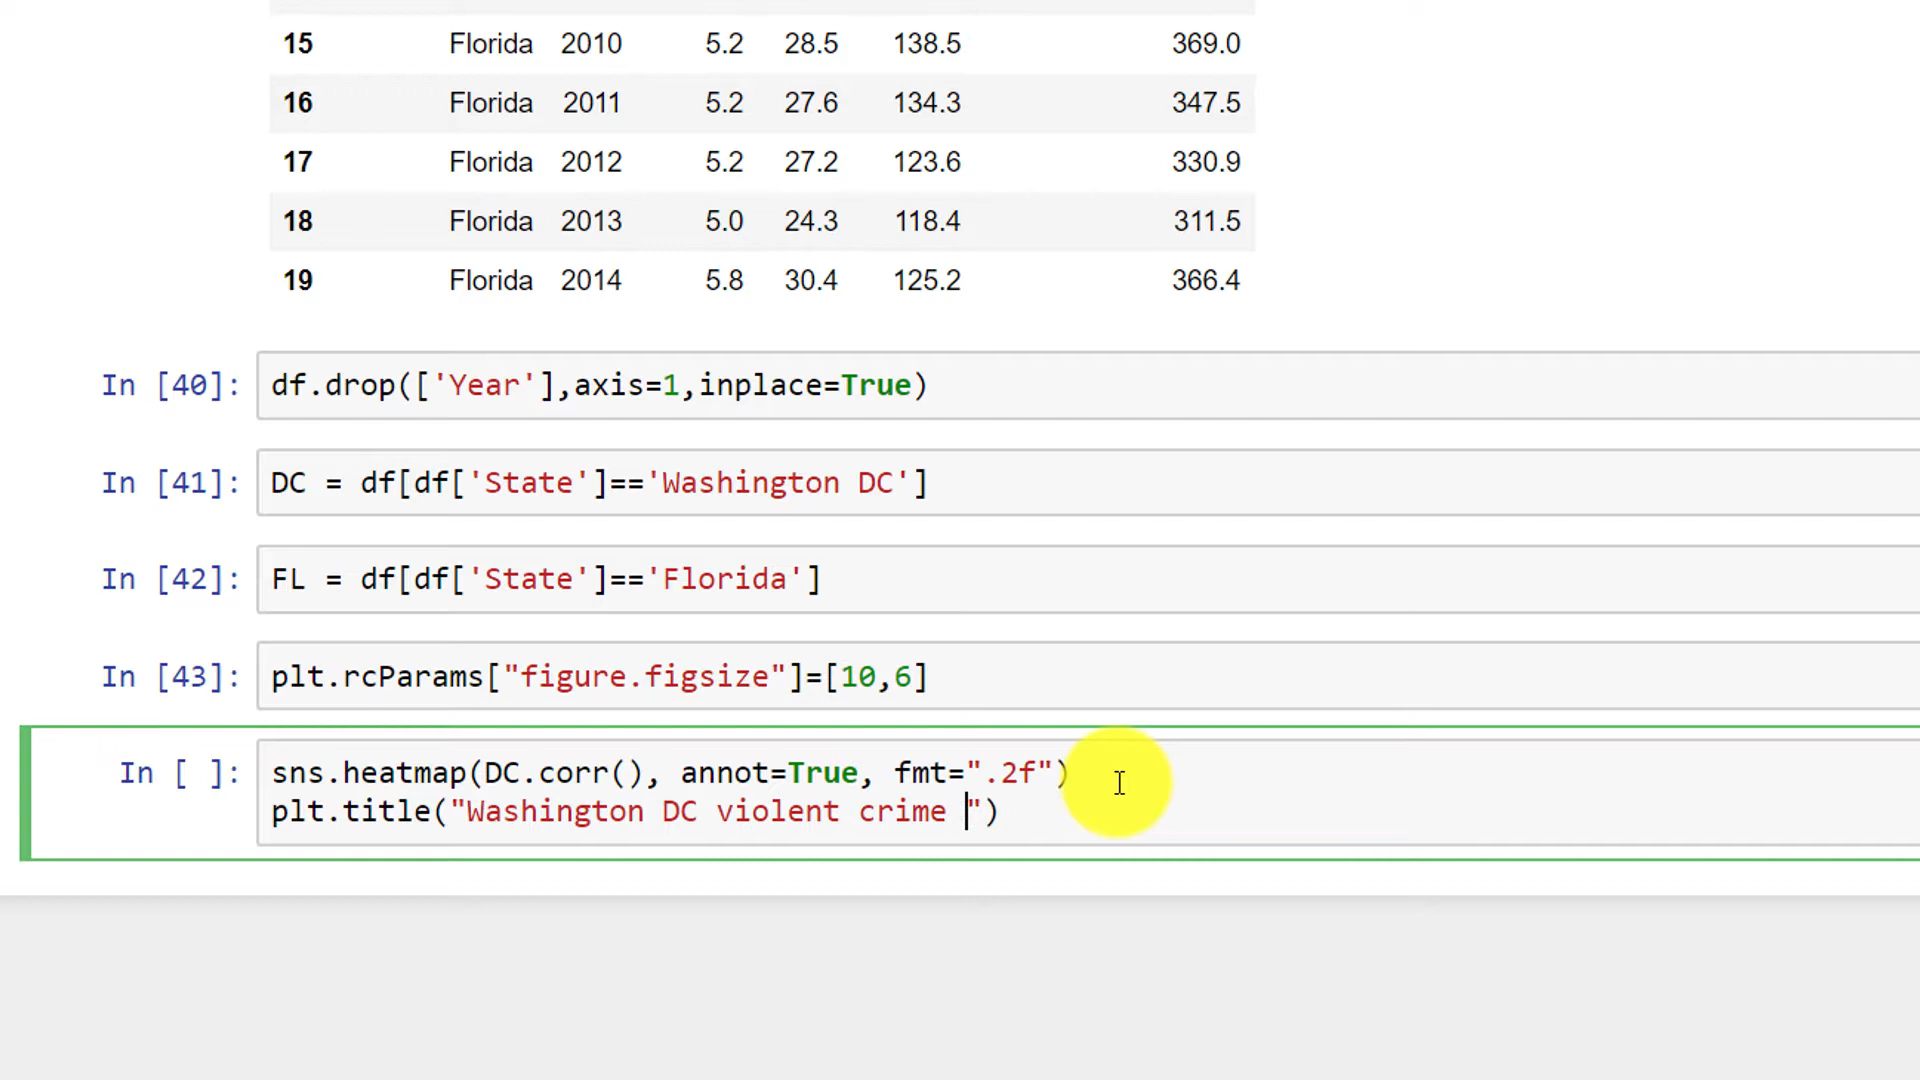 15 Florida 2010 5.2 28.5 138.5 369.0
16 Florida 2011 5.2 27.6 134.3 347.5
17 Florida 2012 5.2 27.2 123.6 330.9
18 Florida 2013 5.0 24.3 118.4 311.5
19 Florida 2014 5.8 30.4 125.2 366.4
In [40]: df.drop(['Year'],axis=1,inplace=True)
In [41]: DC = df[df['State']=='Washington DC']
In [42]: FL = df[df['State']=='Florida']
In [43]: plt.rcParams["figure.figsize"]=[10,6]
In [ ]: sns.heatmap(DC.corr(), annot=True, fmt=".2f")
plt.title("Washington DC violent crime ")